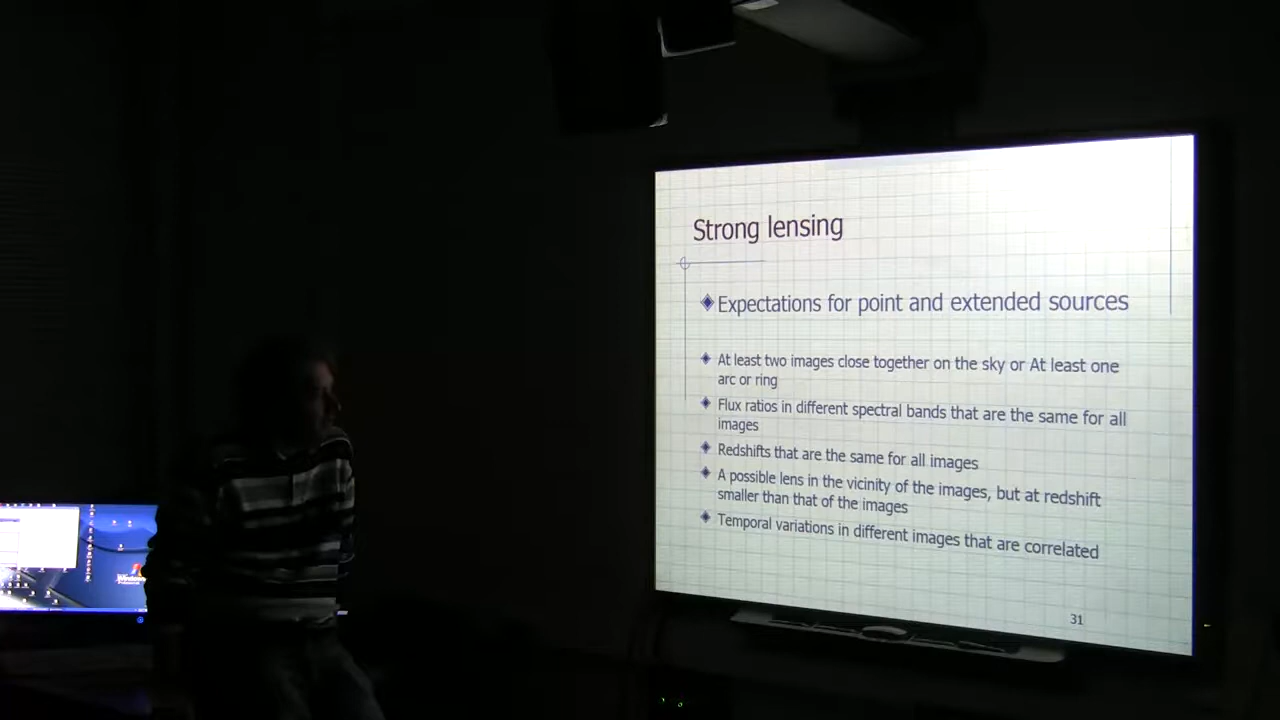 Strong lensing
Expectations for point and extended sources
At least two images close together on the sky or At least one
arc or ring
Flux ratios in different spectral bands that are the same for all
images
Redshifts that are the same for all images
A possible lens in the vicinity of the images, but at redshift
smaller than that of the images
Temporal variations in different images that are correlated
31
Windows